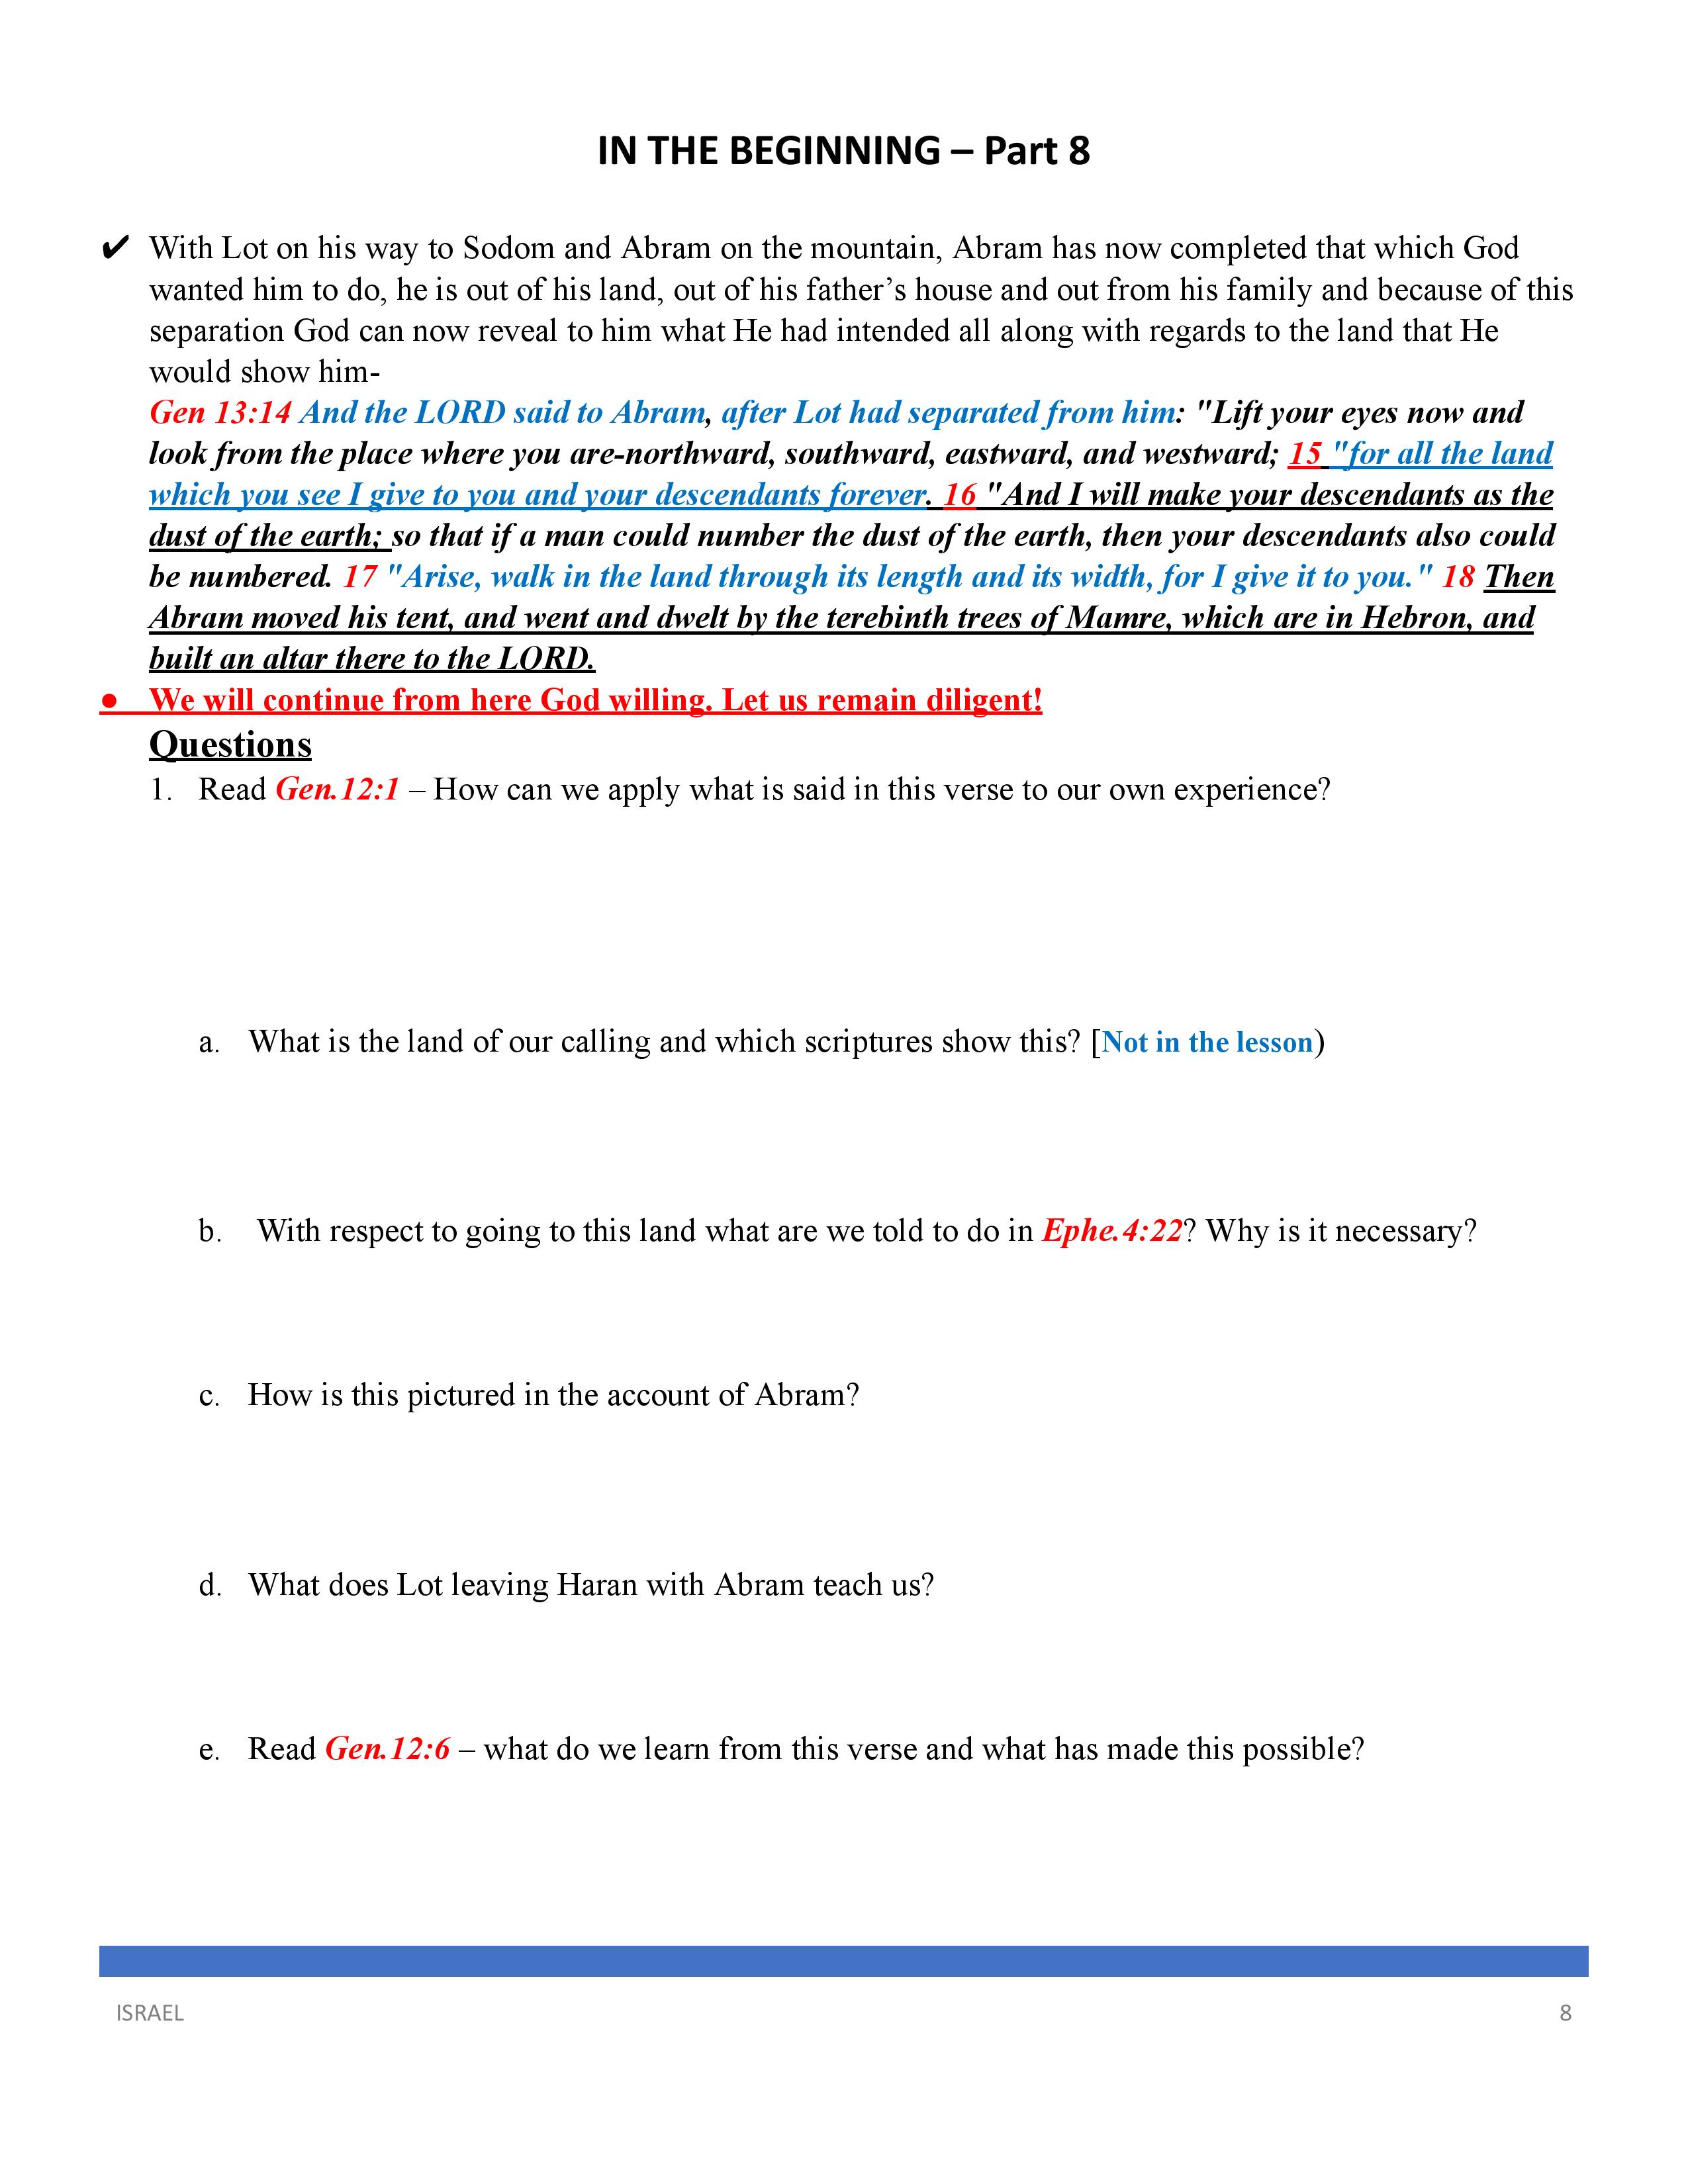 IN THE BEGINNING – Part 8
✔ With Lot on his way to Sodom and Abram on the mountain, Abram has now completed that which God
wanted him to do, he is out of his land, out of his father’s house and out from his family and because of this
separation God can now reveal to him what He had intended all along with regards to the land that He
would show him-
Gen 13:14 And the LORD said to Abram, after Lot had separated from him: "Lift your eyes now and
look from the place where you are-northward, southward, eastward, and westward; 15 "for all the land
which you see I give to you and your descendants forever. 16 "And I will make your descendants as the
dust of the earth; so that if a man could number the dust of the earth, then your descendants also could
be numbered. 17 "Arise, walk in the land through its length and its width, for I give it to you." 18 Then
Abram moved his tent, and went and dwelt by the terebinth trees of Mamre, which are in Hebron, and
built an altar there to the LORD.
● We will continue from here God willing. Let us remain diligent!
Questions
1. Read Gen.12:1 – How can we apply what is said in this verse to our own experience?
a. What is the land of our calling and which scriptures show this? [Not in the lesson)
b. With respect to going to this land what are we told to do in Ephe.4:22? Why is it necessary?
c. How is this pictured in the account of Abram?
d. What does Lot leaving Haran with Abram teach us?
e. Read Gen.12:6 – what do we learn from this verse and what has made this possible?
ISRAEL 8